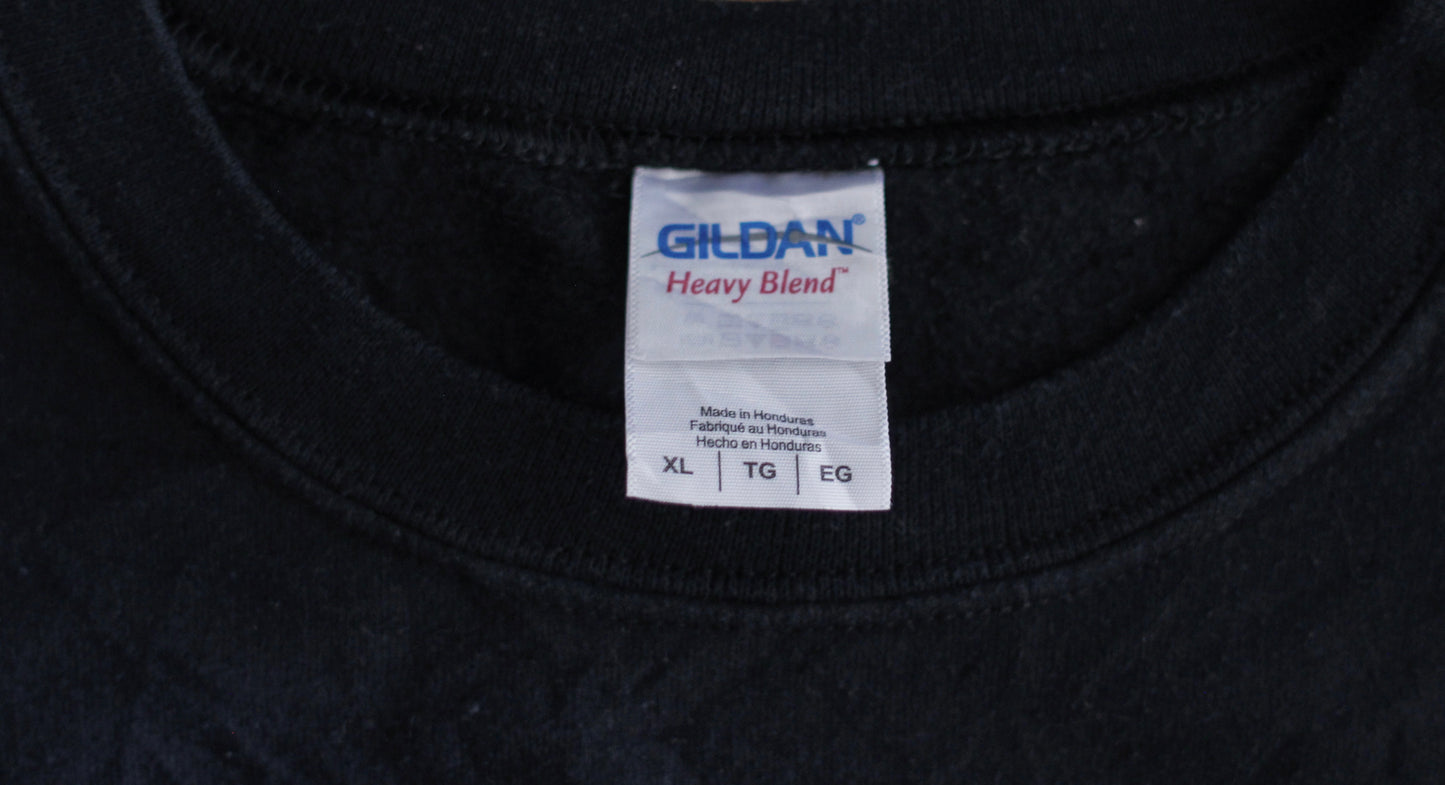 GILDAN®
Heavy Blend™
Made in Honduras
Fabriqué au Honduras
Hecho en Honduras
XL | TG | EG